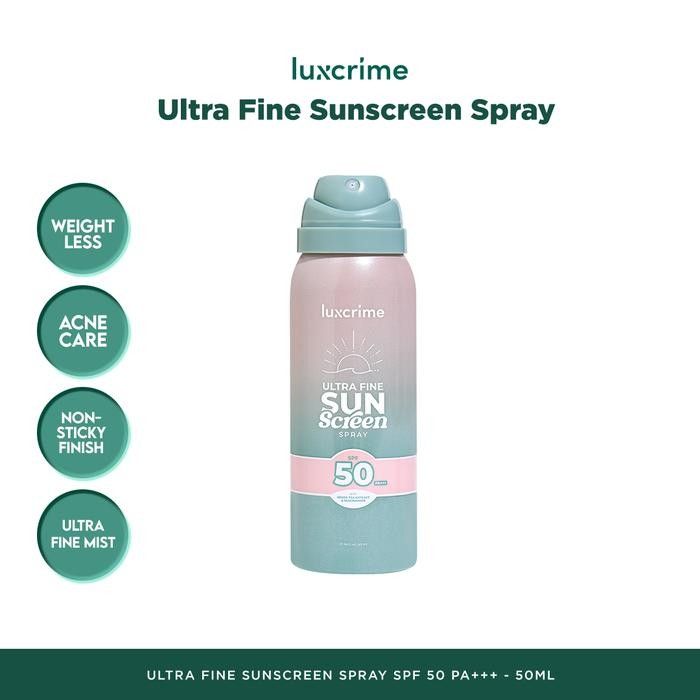 luxcrime
Ultra Fine Sunscreen Spray
WEIGHT
LESS
ACNE
CARE
NON-
STICKY
FINISH
ULTRA
FINE MIST
luxcrime
ULTRA FINE
SUN
Screen
SPRAY
SPF
50
ULTRA FINE SUNSCREEN SPRAY SPF 50 PA+++ - 50ML